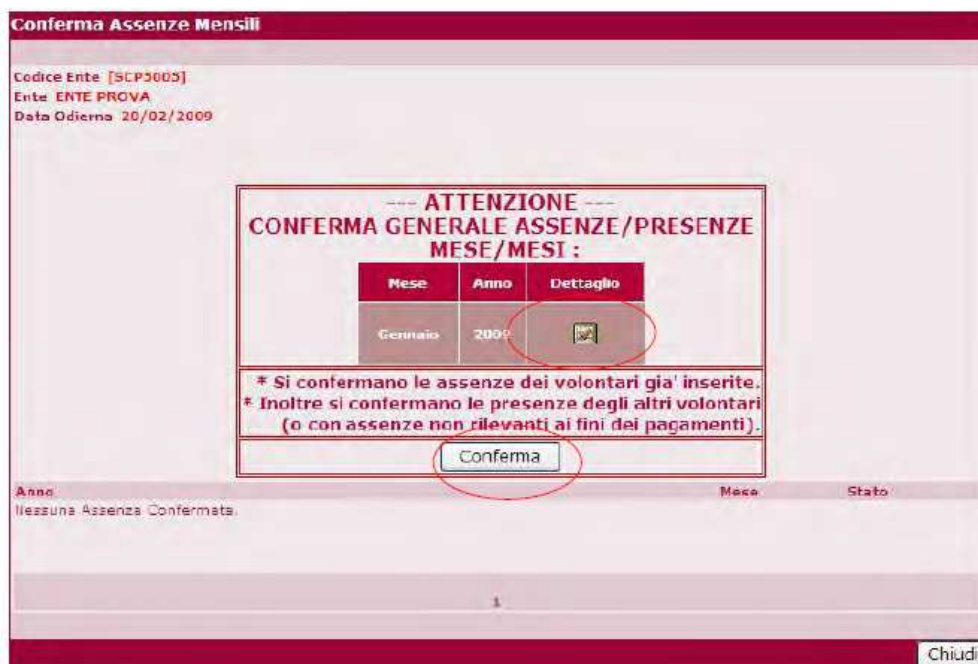 Conferma Assenze Mensili
Codice Ente [SCP5005]
Ente ENTE PROVA
Data Odierna 20/02/2009
--- ATTENZIONE ---
CONFERMA GENERALE ASSENZE/PRESENZE
MESE/MESI :
Mese Anno Dettaglio
Gennaio 2009
* Si confermano le assenze dei volontari gia' inserite.
* Inoltre si confermano le presenze degli altri volontari
(o con assenze non rilevanti ai fini dei pagamenti).
Conferma
Anno Mese Stato
Nessuna Assenza Confermata.
1
Chiudi